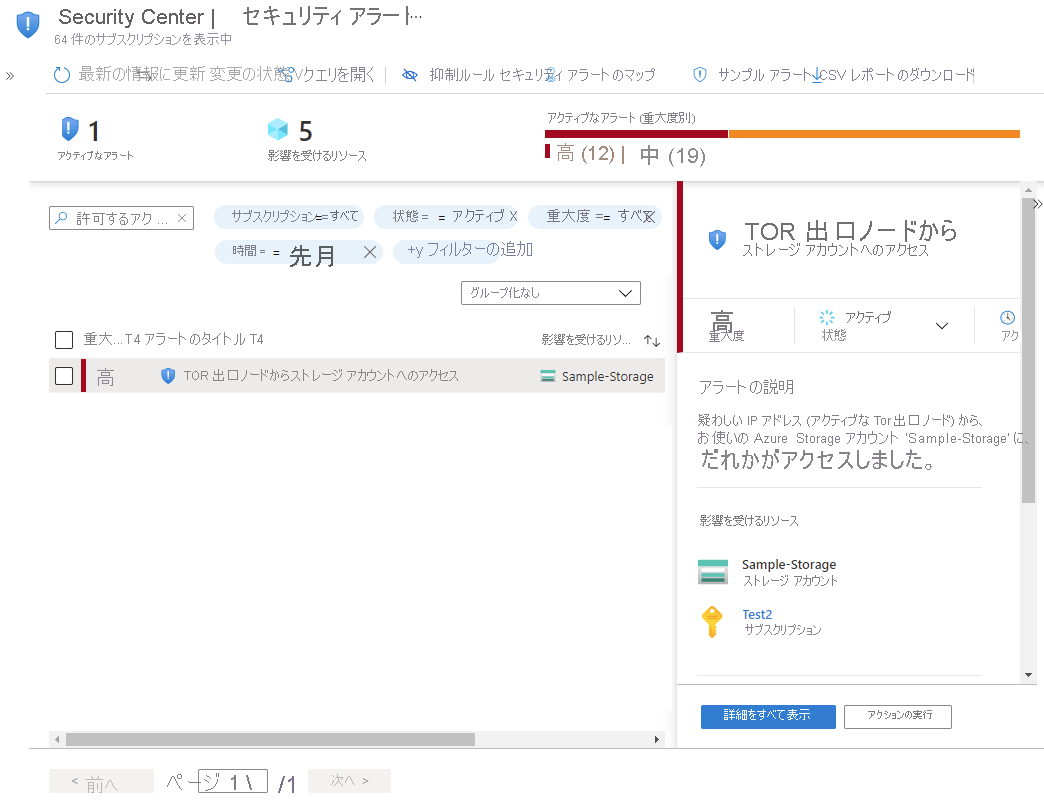 Security Center | セキュリティ アラート…
64 件のサブスクリプションを表示中
»
最新の情報に更新 変更の状態 クエリを開く 抑制ルール セキュリティ アラートのマップ サンプル アラート CSV レポートのダウンロード
1
アクティブなアラート
5
影響を受けるリソース
アクティブなアラート (重大度別)
高 (12) | 中 (19)
許可するアク ... ×
サブスクリプション == すべて
状態 = = アクティブ X
重大度 == すべて X
時間 = = 先月 X
+y フィルターの追加
グループ化なし
重大...T4 アラートのタイトル T4 影響を受けるリソ... ↑↓
高 TOR 出口ノードからストレージ アカウントへのアクセス Sample-Storage
»
TOR 出口ノードから
ストレージ アカウントへのアクセス
高
重大度
アクティブ
状態
アク
アラートの説明
疑わしい IP アドレス (アクティブな Tor 出口ノード) から、
お使いの Azure Storage アカウント 'Sample-Storage' に、
だれかがアクセスしました。
影響を受けるリソース
Sample-Storage
ストレージ アカウント
Test2
サブスクリプション
詳細をすべて表示
アクションの実行
< 前へ ページ 1 \ /1 次へ >